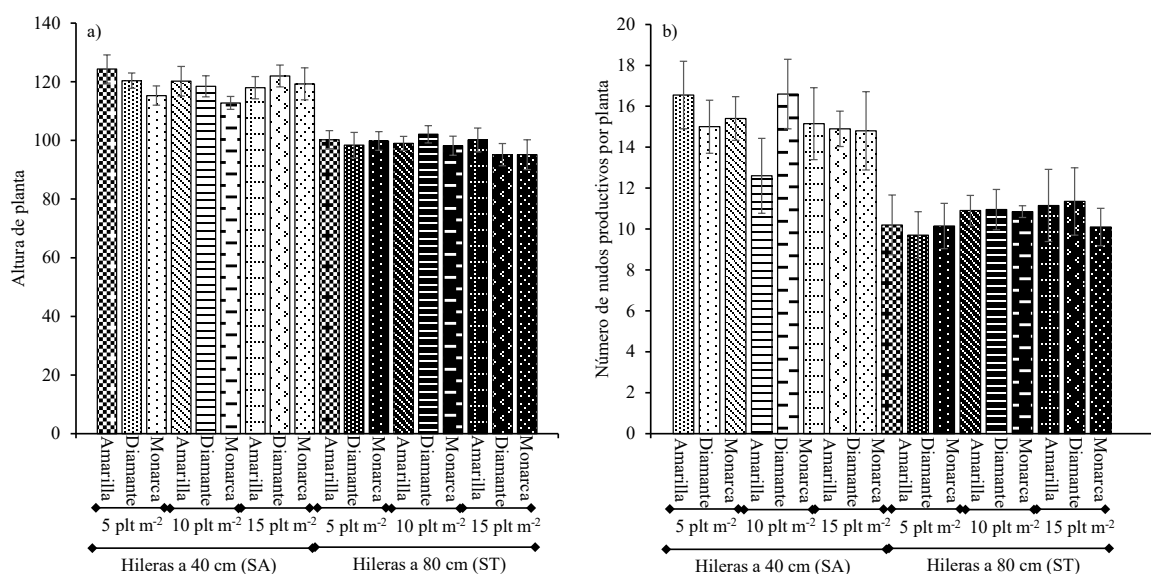 a)
Altura de planta
140
120
100
80
60
40
20
0
Amarilla
Diamante
Monarca
Amarilla
Diamante
Monarca
Amarilla
Diamante
Monarca
Amarilla
Diamante
Monarca
Amarilla
Diamante
Monarca
Amarilla
Diamante
Monarca
5 plt m⁻² 10 plt m⁻² 15 plt m⁻² 5 plt m⁻² 10 plt m⁻² 15 plt m⁻²
Hileras a 40 cm (SA) Hileras a 80 cm (ST)
b)
Número de nudos productivos por planta
20
18
16
14
12
10
8
6
4
2
0
Amarilla
Diamante
Monarca
Amarilla
Diamante
Monarca
Amarilla
Diamante
Monarca
Amarilla
Diamante
Monarca
Amarilla
Diamante
Monarca
Amarilla
Diamante
Monarca
5 plt m⁻² 10 plt m⁻² 15 plt m⁻² 5 plt m⁻² 10 plt m⁻² 15 plt m⁻²
Hileras a 40 cm (SA) Hileras a 80 cm (ST)